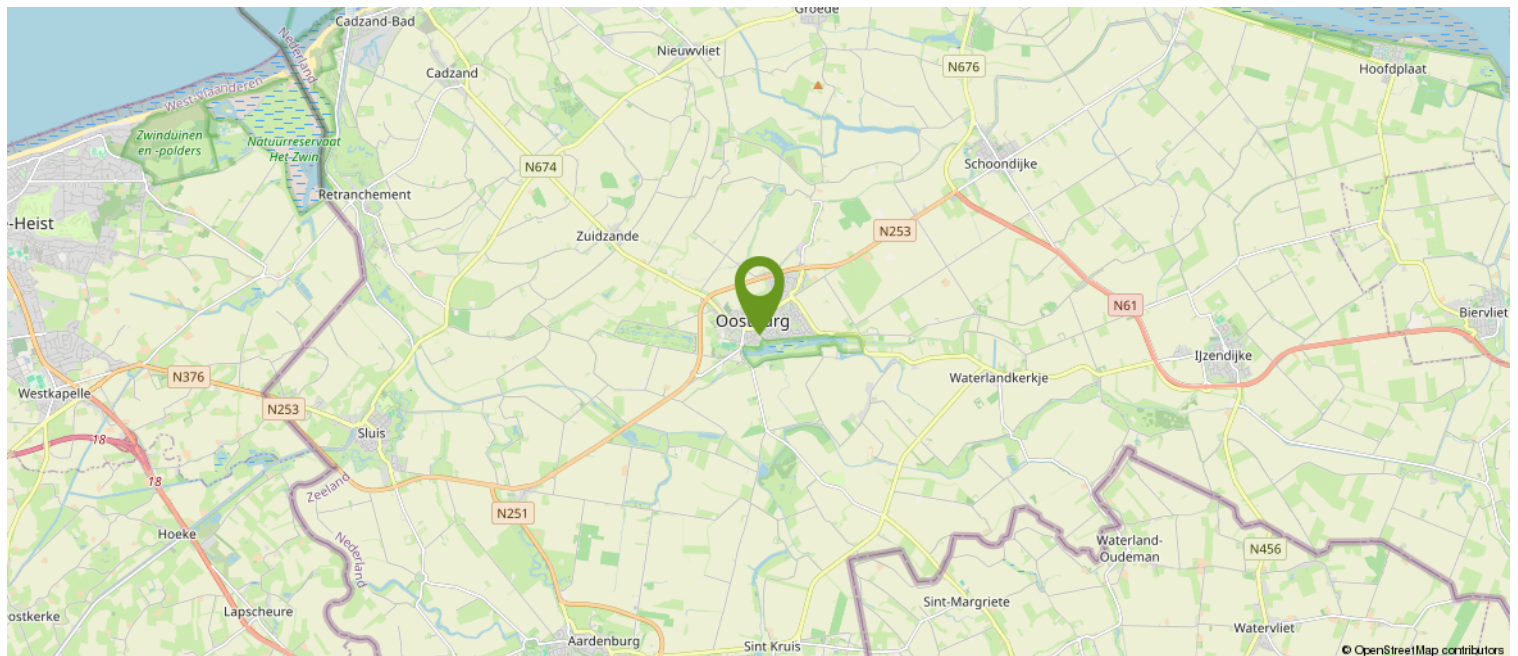 Groede
Cadzand-Bad
Nederland
Nieuwvliet
N676
Hoofdplaat
Cadzand
West-Vlaanderen
Zwinduinen
en -polders
Natuurreservaat
Het Zwin
N674
Schoondijke
Retranchement
-Heist
Zuidzande
N253
N61
Biervliet
Oostburg
IJzendijke
N376
Waterlandkerkje
Westkapelle
N253
Sluis
18
18
Zeeland
N251
Hoeke
Nederland
Waterland-
Oudeman
N456
Sint-Margriete
ostkerke
Lapscheure
Watervliet
Aardenburg
Sint Kruis
© OpenStreetMap contributors